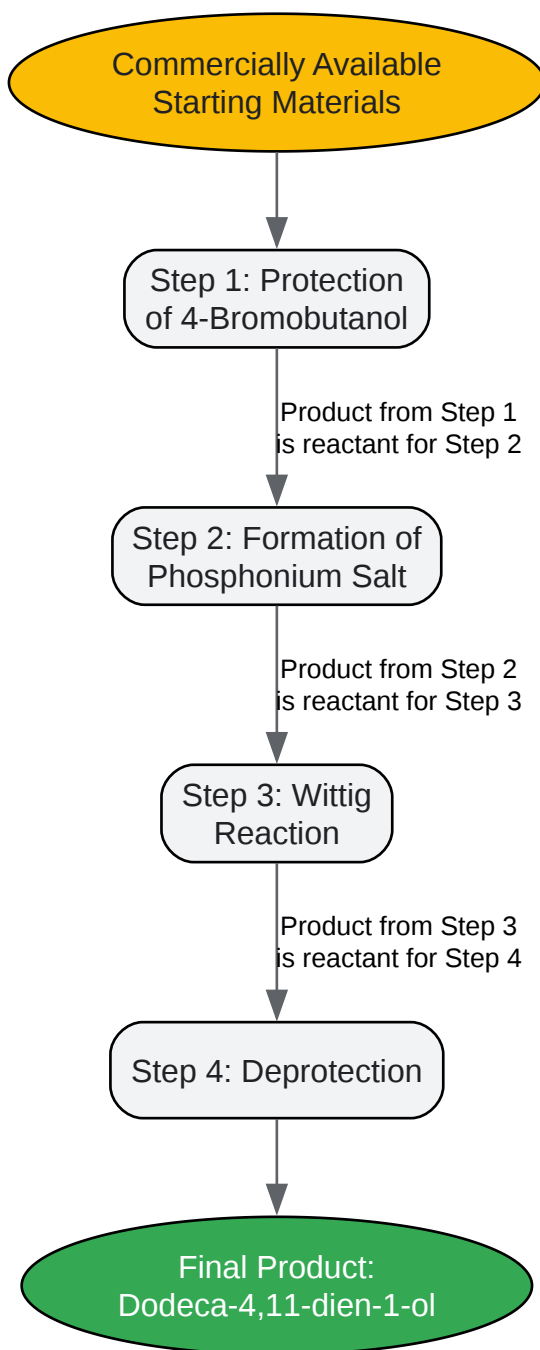 Commercially Available
Starting Materials
Step 1: Protection
of 4-Bromobutanol
Product from Step 1
is reactant for Step 2
Step 2: Formation of
Phosphonium Salt
Product from Step 2
is reactant for Step 3
Step 3: Wittig
Reaction
Product from Step 3
is reactant for Step 4
Step 4: Deprotection
Final Product:
Dodeca-4,11-dien-1-ol